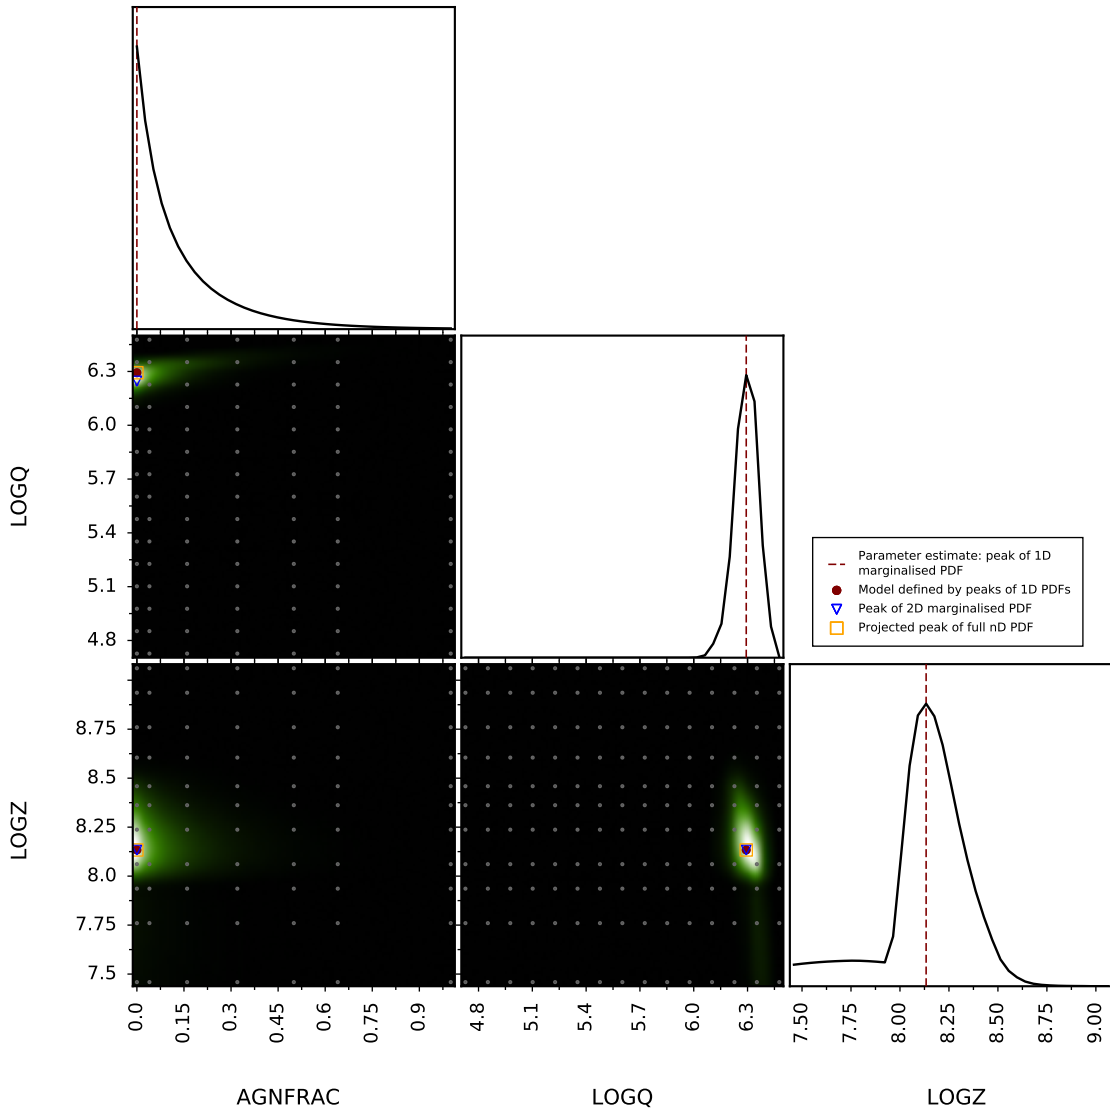 6.3
6.0
5.7
5.4
5.1
4.8
LOGQ
Parameter estimate: peak of 1D
marginalised PDF
Model defined by peaks of 1D PDFs
Peak of 2D marginalised PDF
Projected peak of full nD PDF
8.75
8.5
8.25
8.0
7.75
7.5
LOGZ
0.0 0.15 0.3 0.45 0.6 0.75 0.9
4.8 5.1 5.4 5.7 6.0 6.3
7.50 7.75 8.00 8.25 8.50 8.75 9.00
AGNFRAC
LOGQ
LOGZ